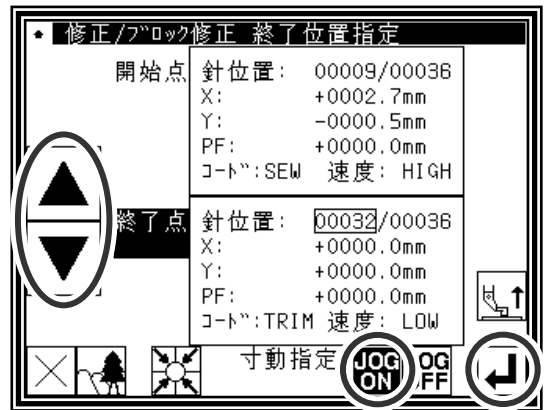 修正/ブロック修正 終了位置指定
開始点
針位置: 00009/00036
X: +0002.7mm
Y: -0000.5mm
PF: +0000.0mm
コード:SEW 速度: HIGH
終了点
針位置: 00032/00036
X: +0000.0mm
Y: +0000.0mm
PF: +0000.0mm
コード:TRIM 速度: LOW
寸動指定
JOG ON
OG FF